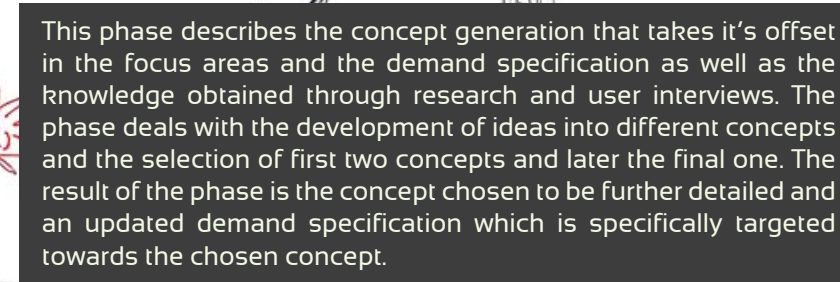 This phase describes the concept generation that takes it's offset
in the focus areas and the demand specification as well as the
knowledge obtained through research and user interviews. The
phase deals with the development of ideas into different concepts
and the selection of first two concepts and later the final one. The
result of the phase is the concept chosen to be further detailed and
an updated demand specification which is specifically targeted
towards the chosen concept.